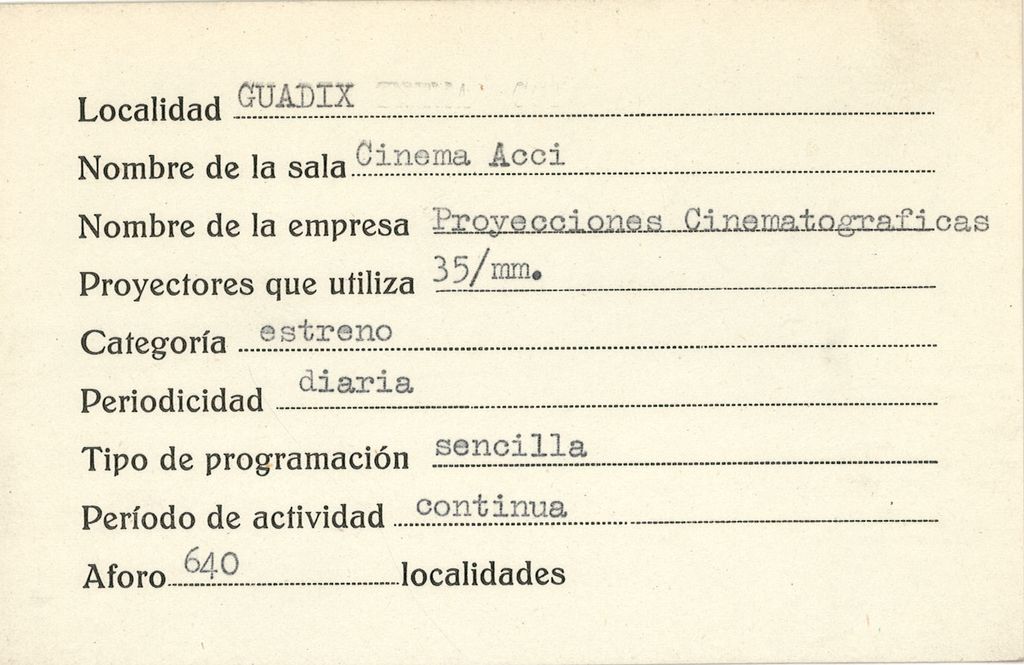 Localidad GUADIX
Nombre de la sala Cinema Acci
Nombre de la empresa Proyecciones Cinematograficas
Proyectores que utiliza 35/mm.
Categoría estreno
Periodicidad diaria
Tipo de programación sencilla
Período de actividad continua
Aforo 640 localidades